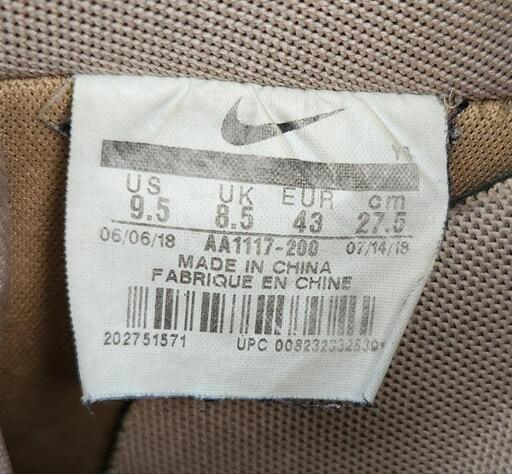 US UK EUR cm
9.5 8.5 43 27.5
06/06/18 AA1117-200 07/14/18
MADE IN CHINA
FABRIQUE EN CHINE
202751571 UPC